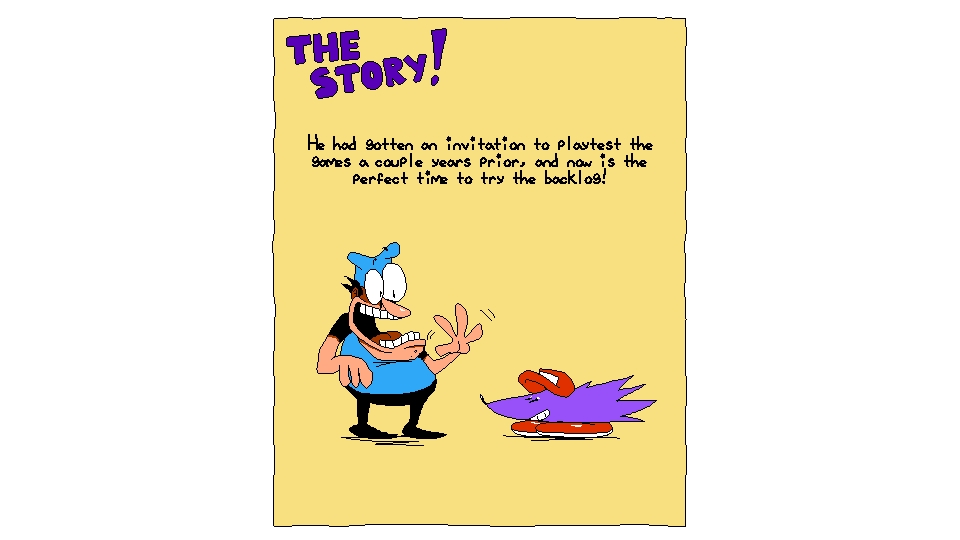 THE
STORY!
He had gotten an invitation to playtest the
games a couple years prior, and now is the
perfect time to try the backlog!